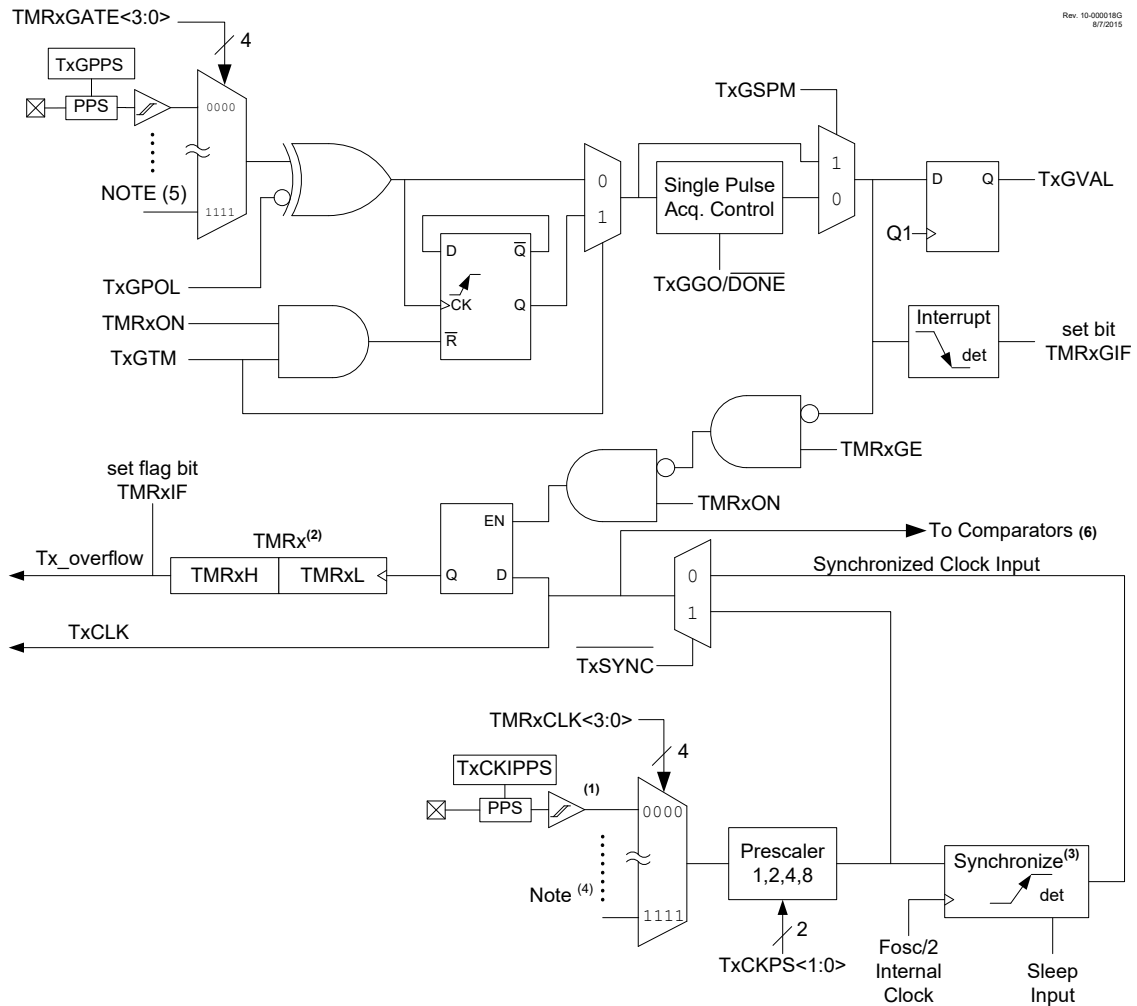 Rev. 10-000018G
8/7/2015
TMRxGATE<3:0>
4
TxGPPS
PPS
0000
NOTE (5)
1111
TxGPOL
TMRxON
TxGTM
D
Q
CK
Q
R
0
1
Single Pulse
Acq. Control
TxGGO/DONE
TxGSPM
1
0
D
Q
TxGVAL
Q1
Interrupt
det
set bit
TMRxGIF
TMRxGE
TMRxON
set flag bit
TMRxIF
Tx_overflow
TMRx(2)
TMRxH
TMRxL
EN
Q
D
To Comparators (6)
Synchronized Clock Input
0
1
TxCLK
TxSYNC
TMRxCLK<3:0>
4
TxCKIPPS
PPS
(1)
0000
Note (4)
1111
Prescaler
1,2,4,8
2
TxCKPS<1:0>
Synchronize(3)
det
Fosc/2
Internal
Clock
Sleep
Input